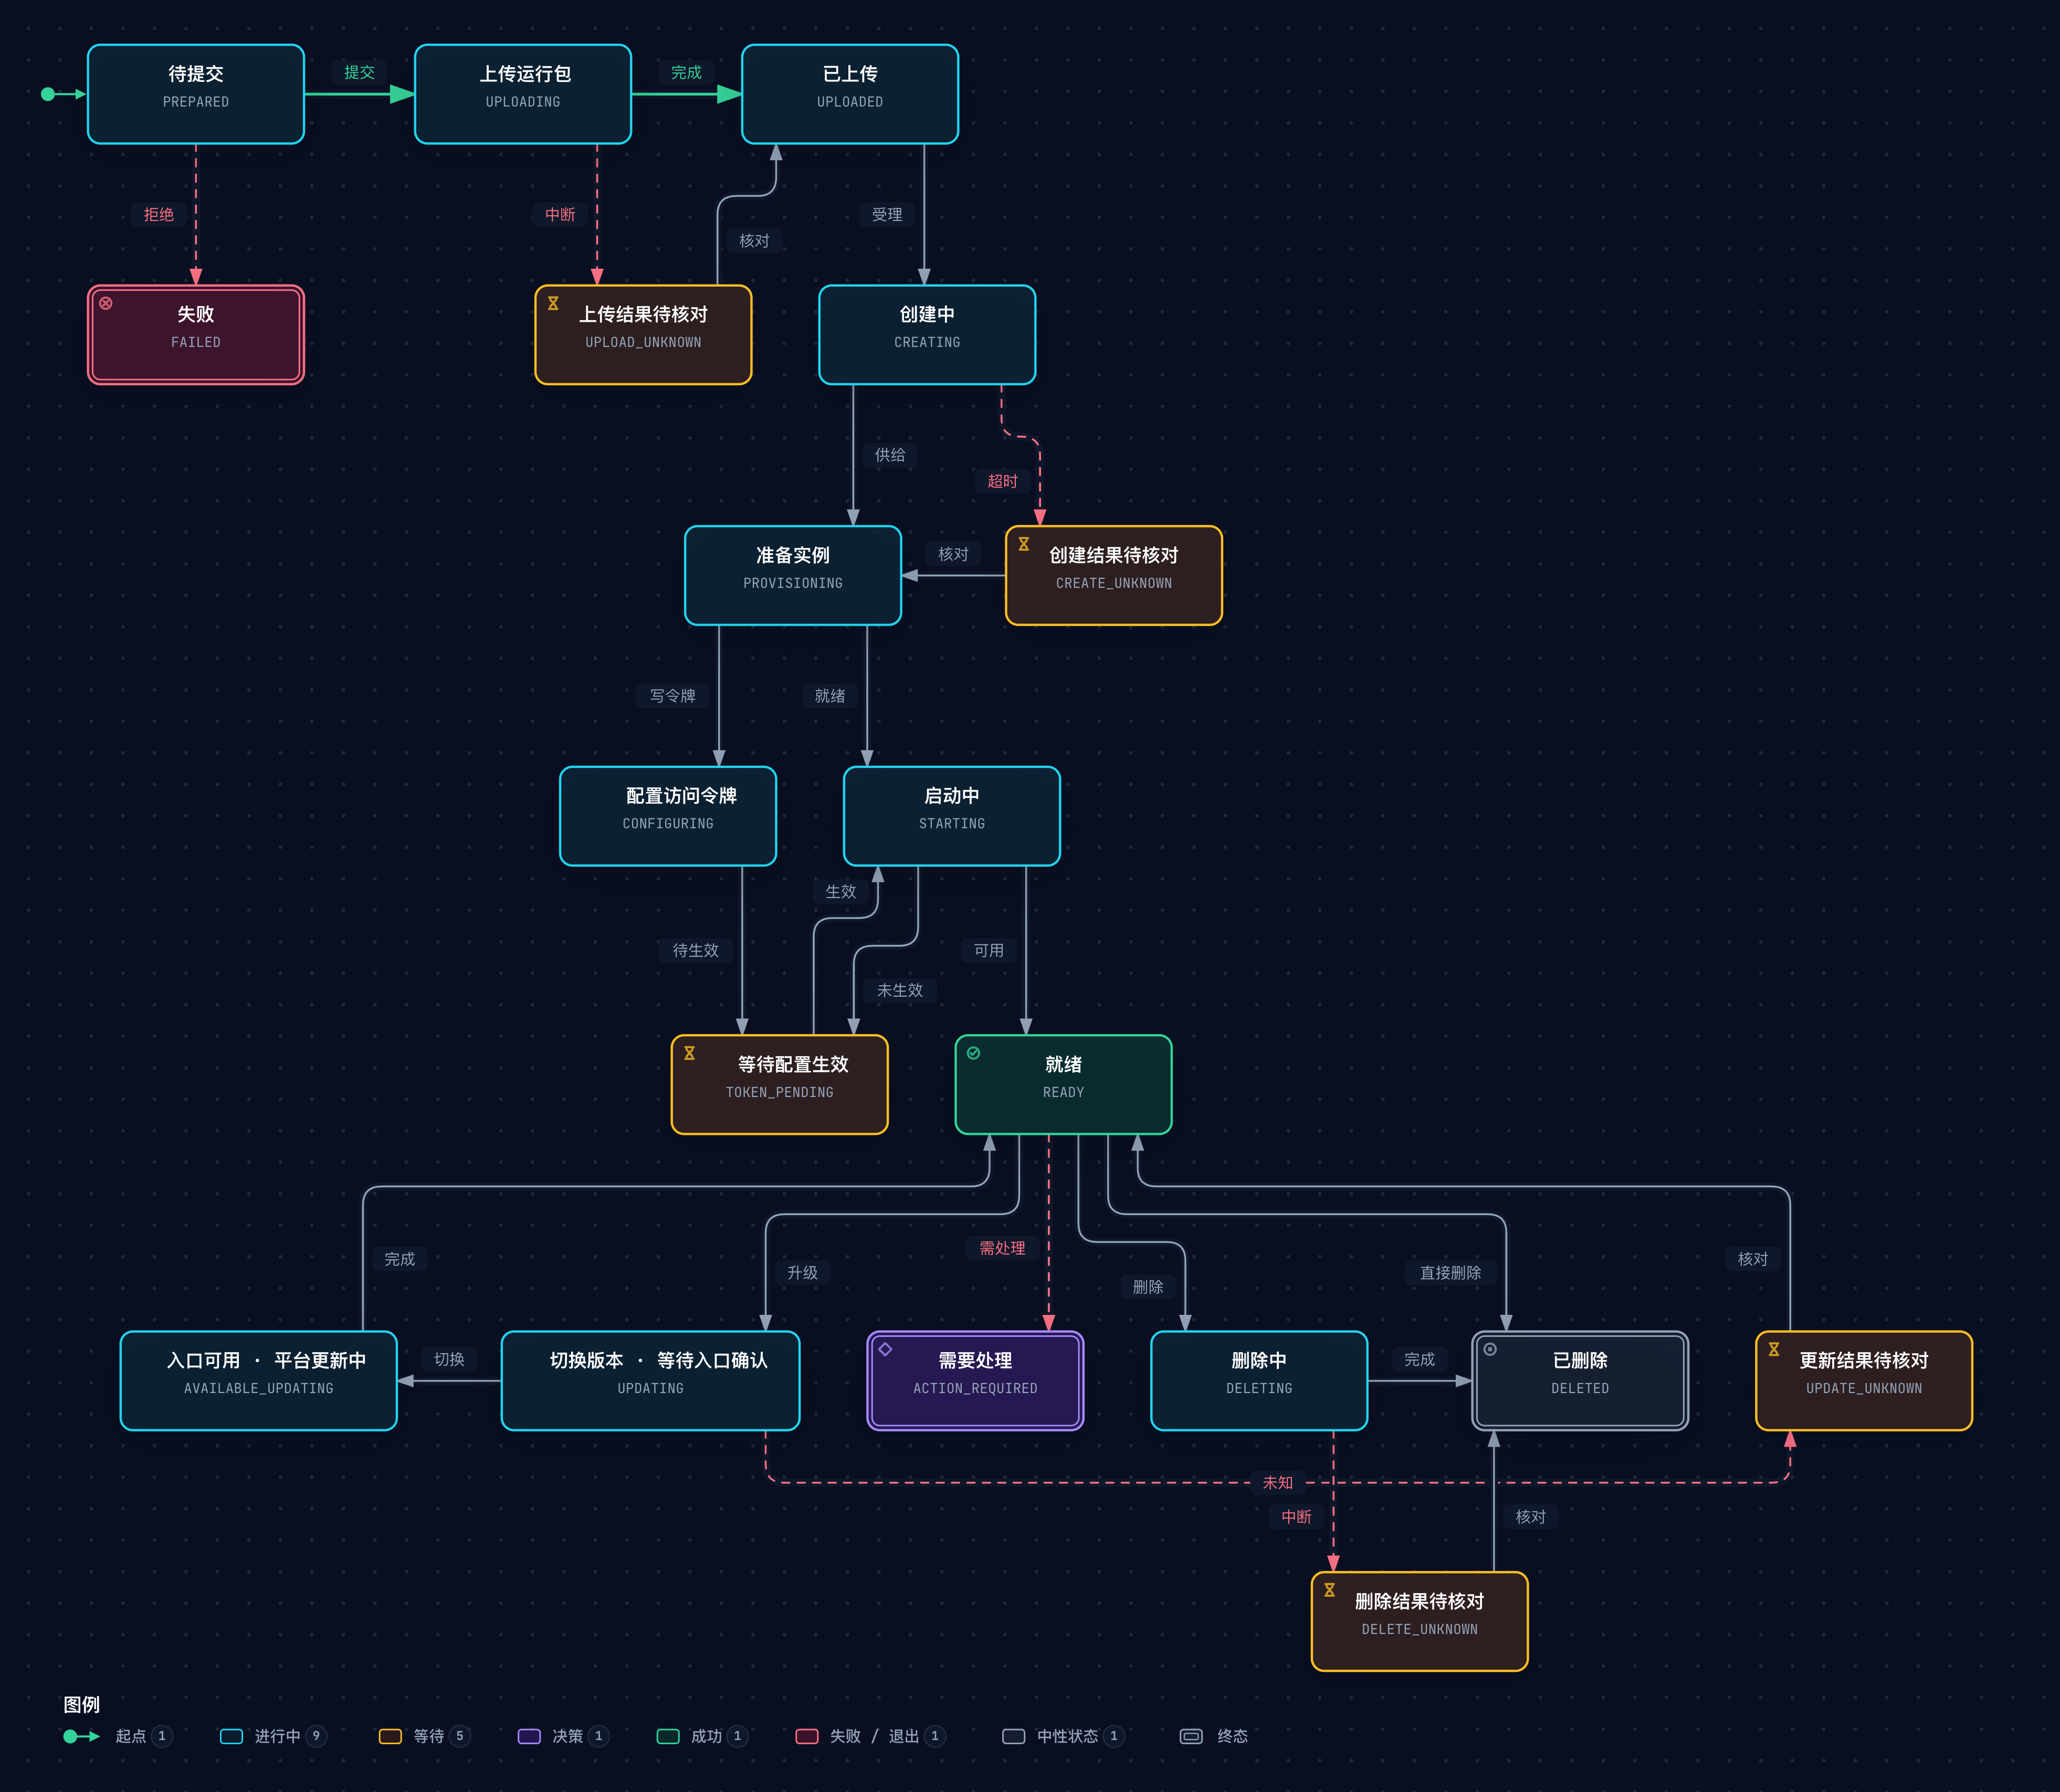 待提交
PREPARED
提交
上传运行包
UPLOADING
完成
已上传
UPLOADED
拒绝
中断
核对
受理
失败
FAILED
上传结果待核对
UPLOAD_UNKNOWN
创建中
CREATING
供给
超时
准备实例
PROVISIONING
核对
创建结果待核对
CREATE_UNKNOWN
写令牌
就绪
配置访问令牌
CONFIGURING
启动中
STARTING
生效
待生效
可用
未生效
等待配置生效
TOKEN_PENDING
就绪
READY
完成
升级
需处理
删除
直接删除
核对
入口可用 · 平台更新中
AVAILABLE_UPDATING
切换
切换版本 · 等待入口确认
UPDATING
需要处理
ACTION_REQUIRED
删除中
DELETING
完成
已删除
DELETED
更新结果待核对
UPDATE_UNKNOWN
未知
中断
核对
删除结果待核对
DELETE_UNKNOWN
图例
起点 1 进行中 9 等待 5 决策 1 成功 1 失败 / 退出 1 中性状态 1 终态